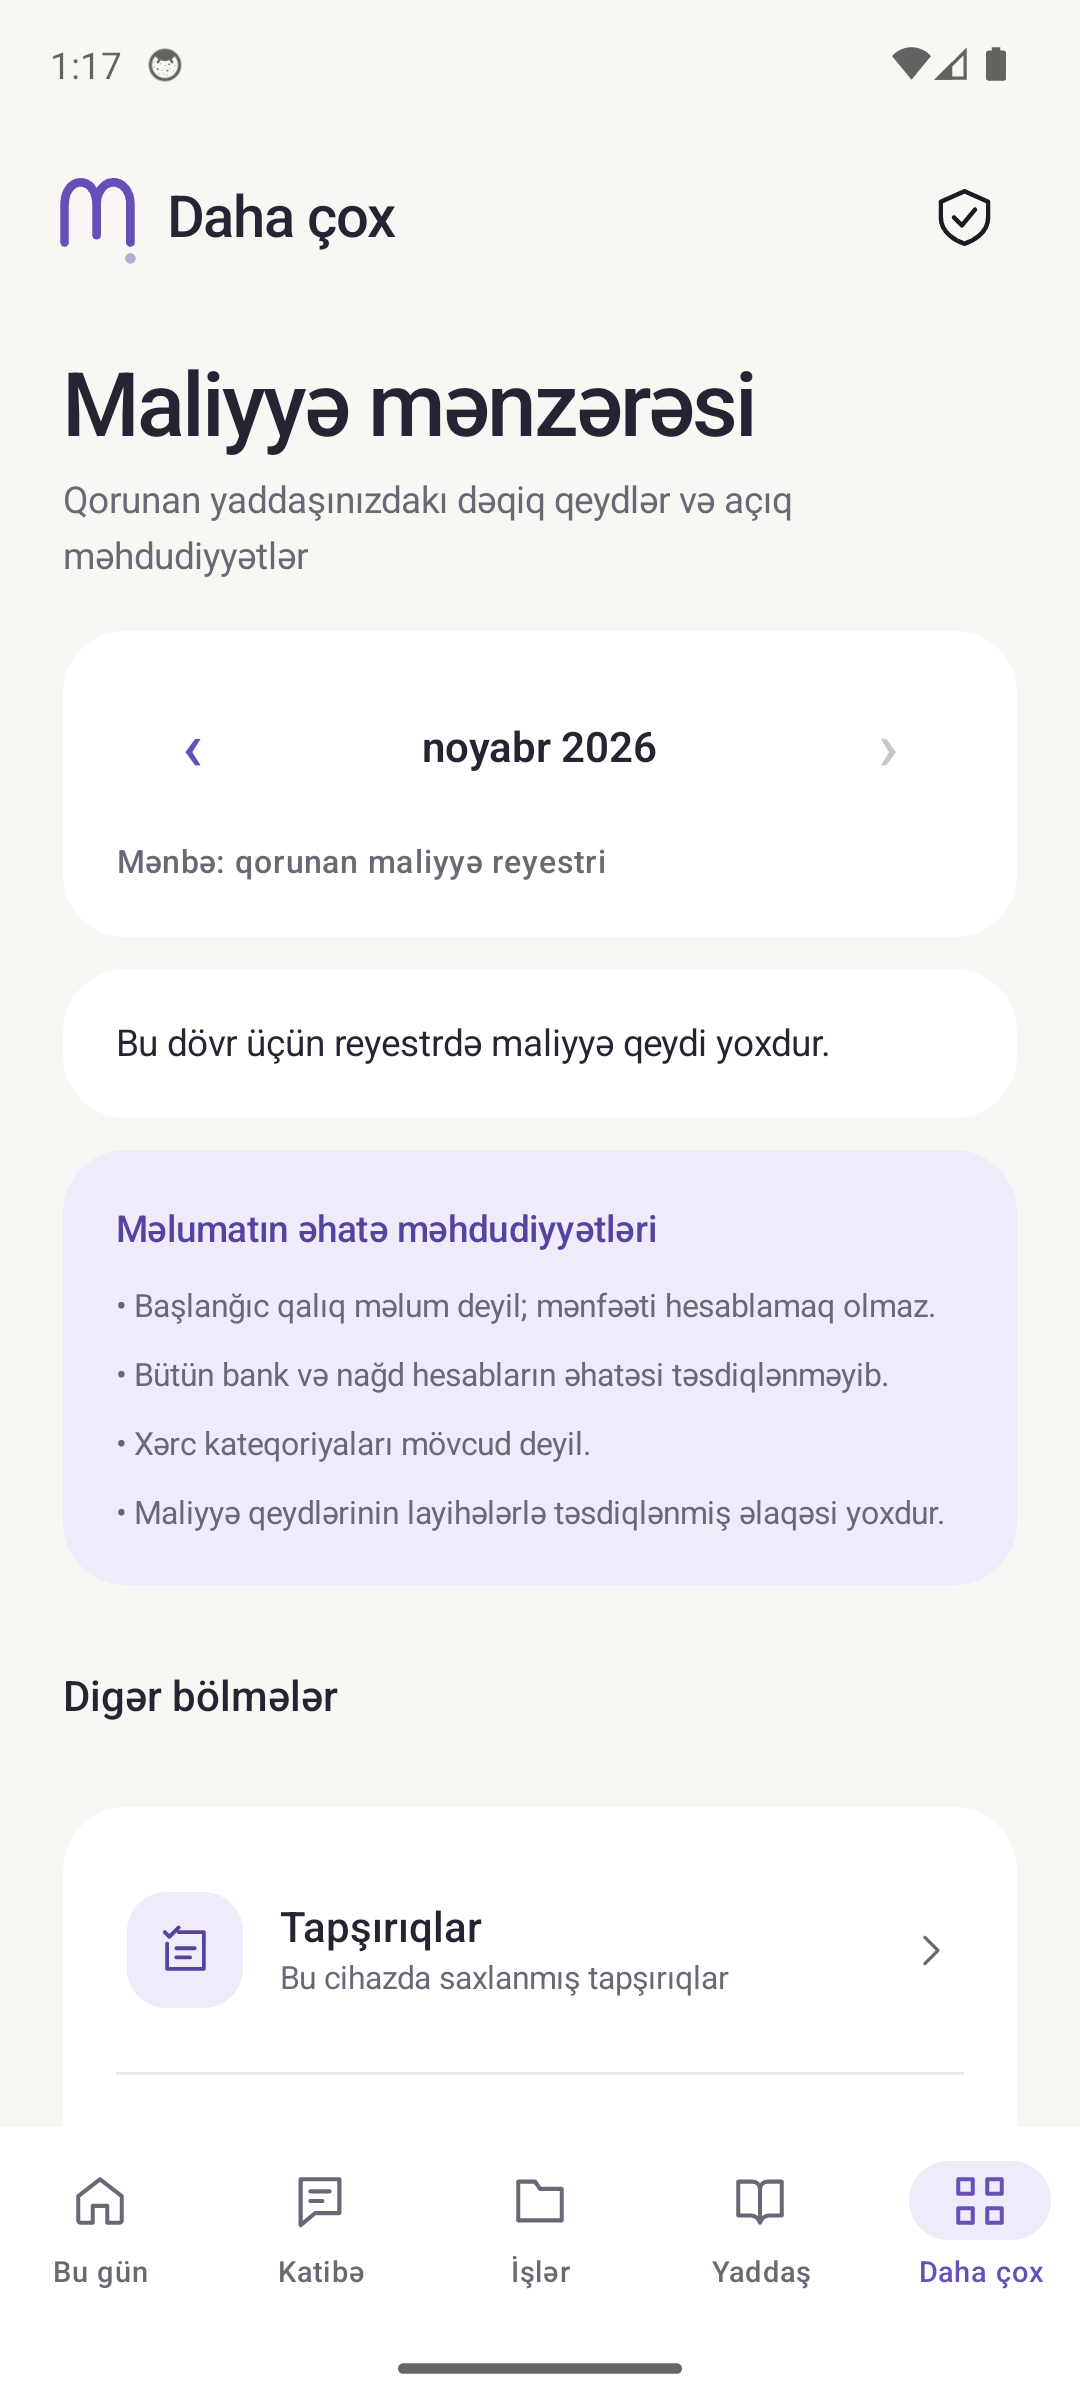 1:17
Daha çox
Maliyyə mənzərəsi
Qorunan yaddaşınızdakı dəqiq qeydlər və açıq
məhdudiyyətlər
noyabr 2026
Mənbə: qorunan maliyyə reyestri
Bu dövr üçün reyestrdə maliyyə qeydi yoxdur.
Məlumatın əhatə məhdudiyyətləri
• Başlanğıc qalıq məlum deyil; mənfəəti hesablamaq olmaz.
• Bütün bank və nağd hesabların əhatəsi təsdiqlənməyib.
• Xərc kateqoriyaları mövcud deyil.
• Maliyyə qeydlərinin layihələrlə təsdiqlənmiş əlaqəsi yoxdur.
Digər bölmələr
Tapşırıqlar
Bu cihazda saxlanmış tapşırıqlar
Bu gün
Katibə
İşlər
Yaddaş
Daha çox